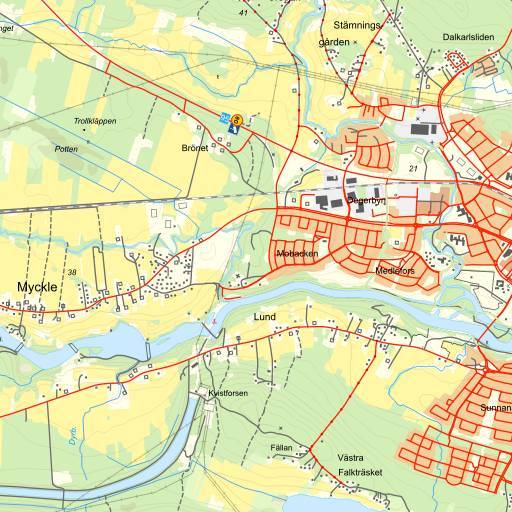 41
Stämnings
gården
Dalkarlsliden
Trollkläppen
Potten
Brönet
21
Degerbyn
Mobacken
Medlefors
38
Myckle
Lund
Kvistforsen
Sunnan
Dyrb.
Fällan
Västra
Falkträsket